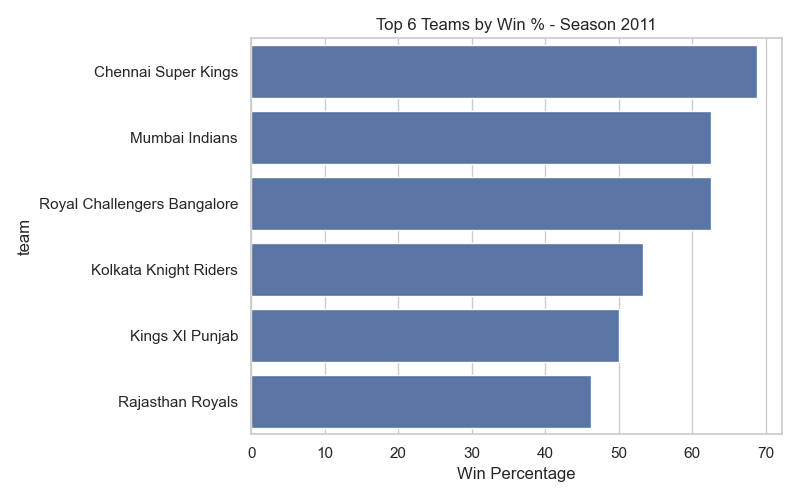 Top 6 Teams by Win % - Season 2011
Chennai Super Kings
Mumbai Indians
Royal Challengers Bangalore
Kolkata Knight Riders
Kings XI Punjab
Rajasthan Royals
team
0 10 20 30 40 50 60 70
Win Percentage